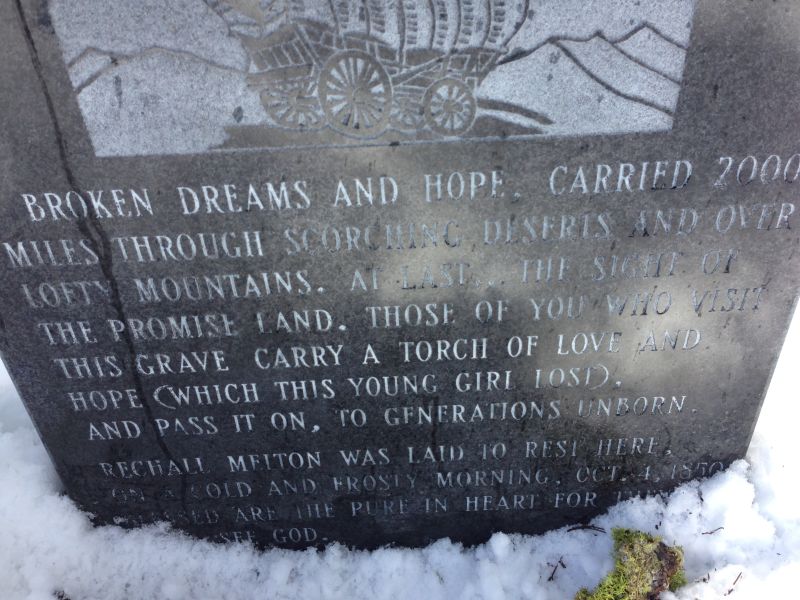 BROKEN DREAMS AND HOPE, CARRIED 2000
MILES THROUGH SCORCHING DESERTS AND OVER
LOFTY MOUNTAINS. AT LAST... THE SIGHT OF
THE PROMISE LAND. THOSE OF YOU WHO VISIT
THIS GRAVE CARRY A TORCH OF LOVE AND
HOPE (WHICH THIS YOUNG GIRL LOST),
AND PASS IT ON, TO GENERATIONS UNBORN.
RECHALL MELTON WAS LAID TO REST HERE,
ON A COLD AND FROSTY MORNING, OCT. 4, 1850
ARE THE PURE IN HEART FOR
SEE GOD.